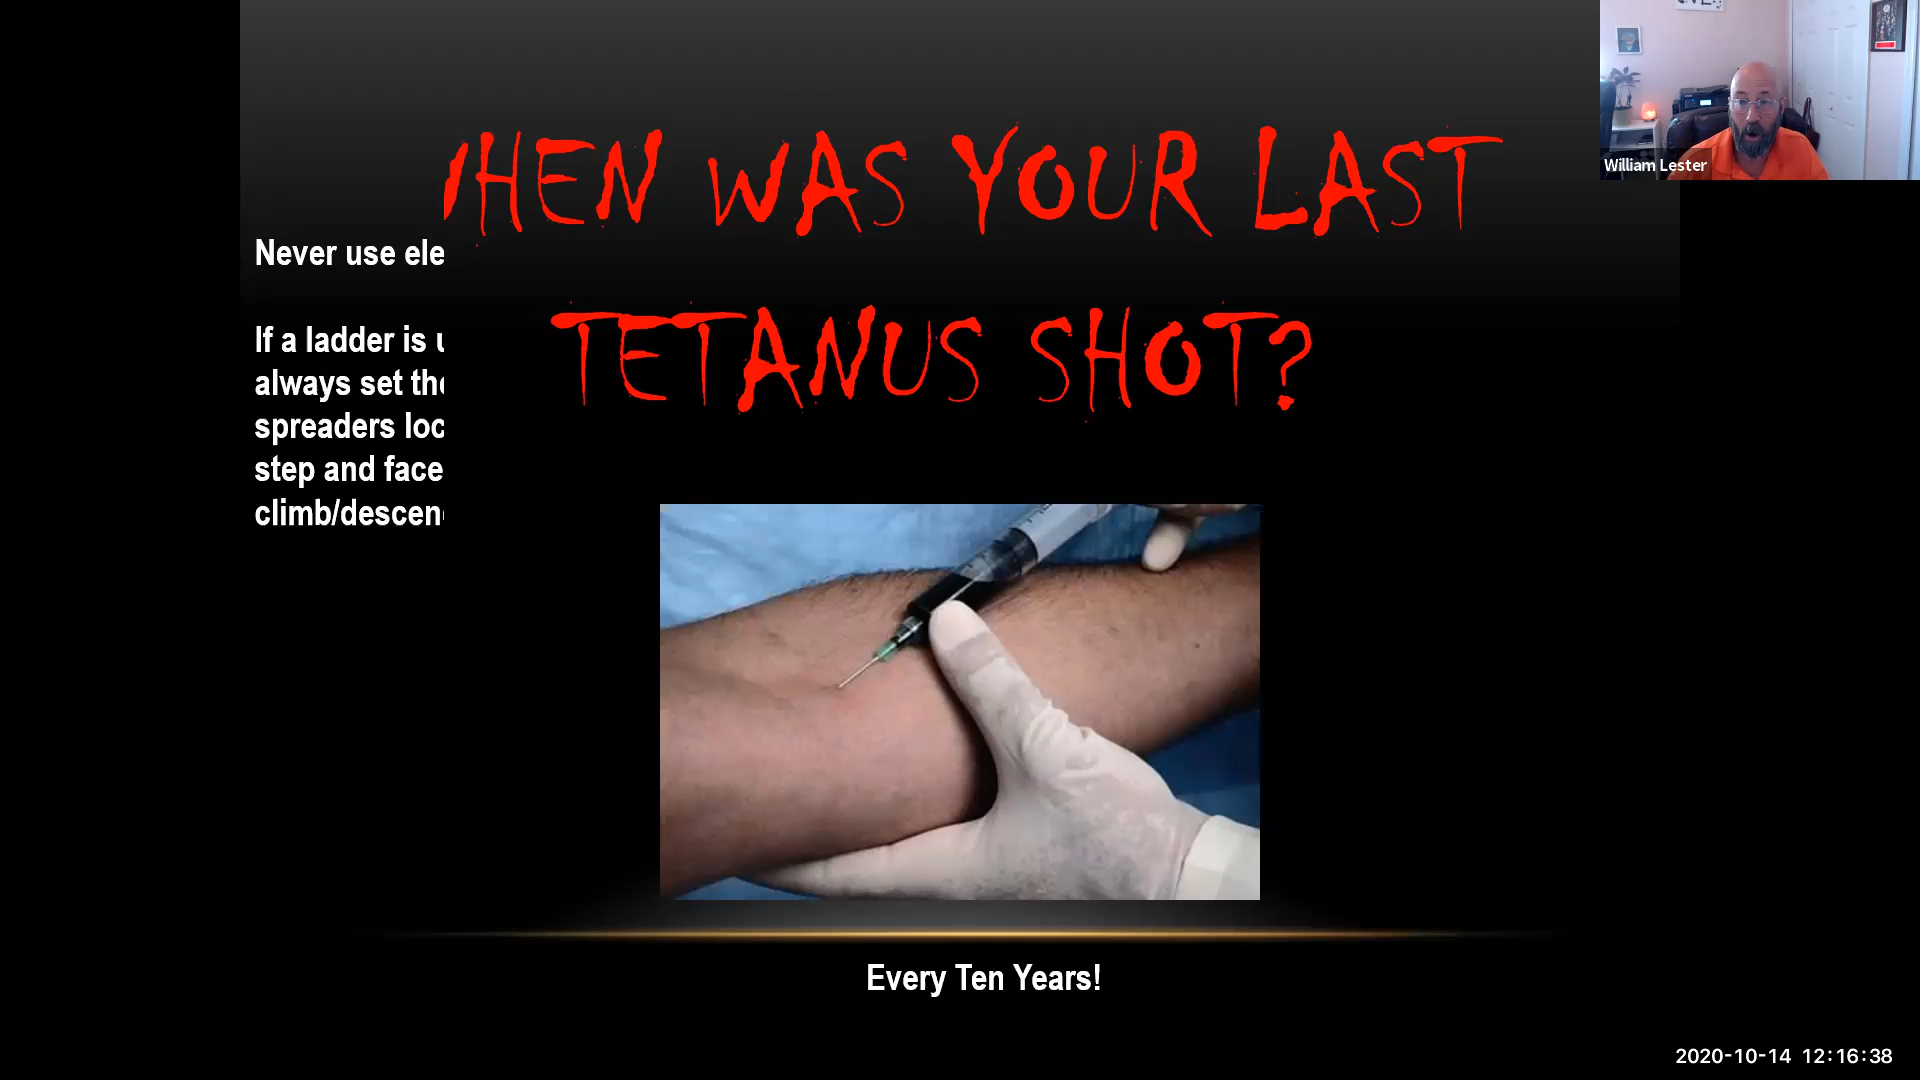 HEN WAS YOUR LAST
TETANUS SHOT?
Never use ele
If a ladder is
always set the
spreaders loc
step and face
climb/descen
Every Ten Years!
William Lester
2020-10-14 12:16:38